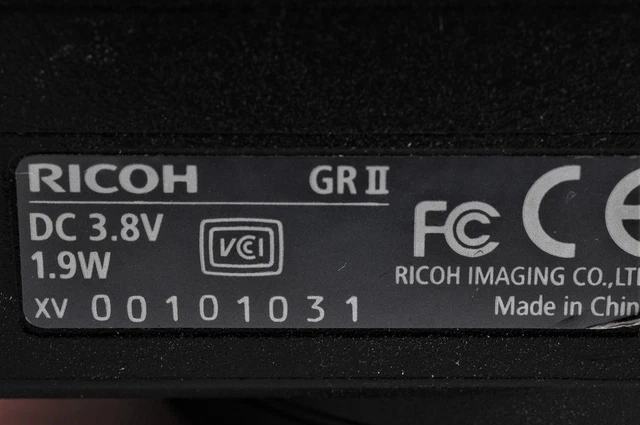 RICOH GR II
DC 3.8V
1.9W
VCCI
FC CE
RICOH IMAGING CO.,LT
XV 00101031
Made in Chin